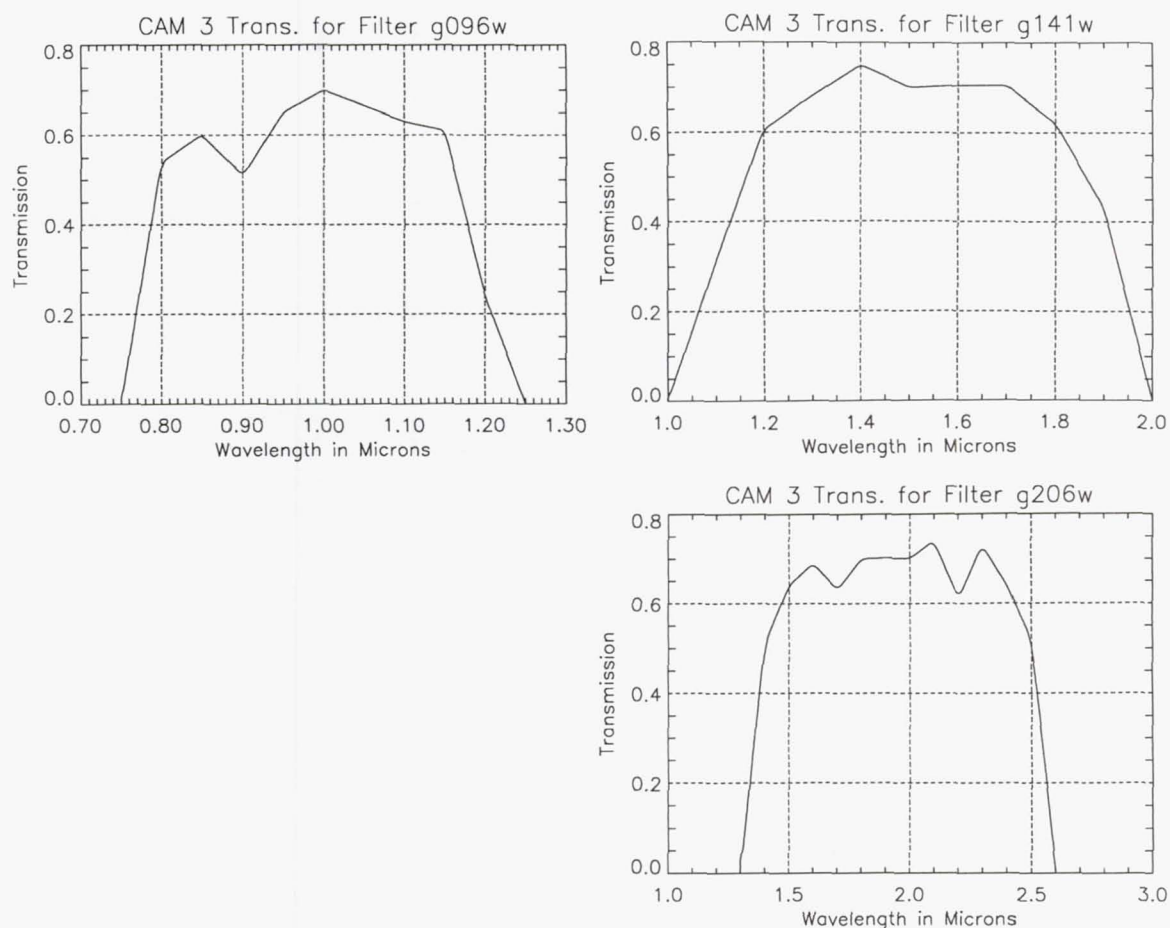 CAM 3 Trans. for Filter g096w
0.8
0.6
0.4
0.2
0.0
Transmission
0.70 0.80 0.90 1.00 1.10 1.20 1.30
Wavelength in Microns
CAM 3 Trans. for Filter g141w
0.8
0.6
0.4
0.2
0.0
Transmission
1.0 1.2 1.4 1.6 1.8 2.0
Wavelength in Microns
CAM 3 Trans. for Filter g206w
0.8
0.6
0.4
0.2
0.0
Transmission
1.0 1.5 2.0 2.5 3.0
Wavelength in Microns